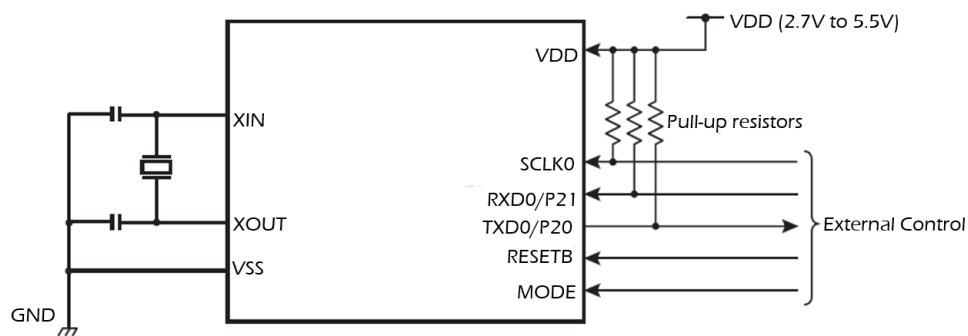 VDD (2.7V to 5.5V)
VDD
XIN
Pull-up resistors
SCLK0
RXD0/P21
XOUT
TXD0/P20
External Control
RESETB
VSS
MODE
GND